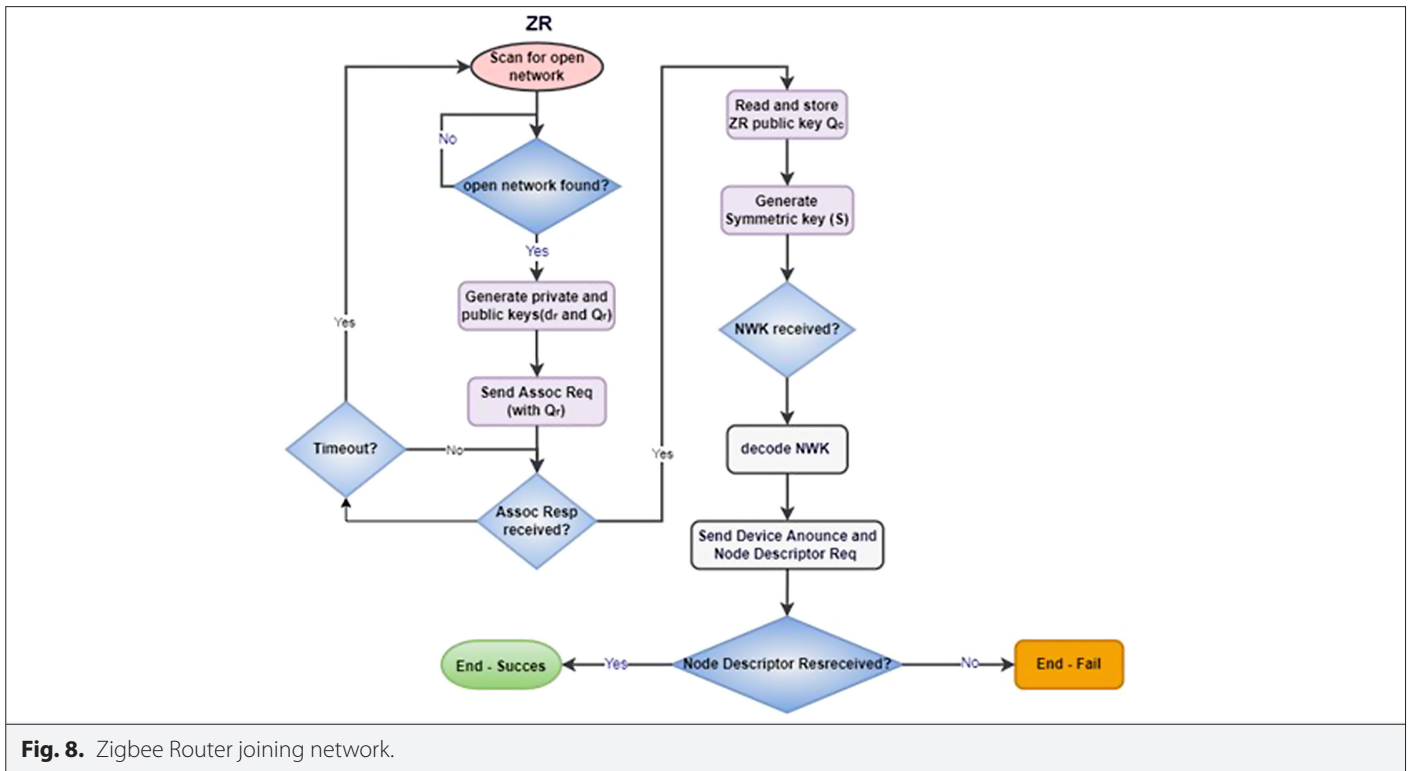 ZR
Scan for open
network
No
open network found?
Yes
Generate private and
public keys(dr and Qr)
Send Assoc Req
(with Qr)
Yes
Timeout?
No
Assoc Resp
received?
Yes
Read and store
ZR public key Qc
Generate
Symmetric key (S)
NWK received?
decode NWK
Send Device Anounce and
Node Descriptor Req
Node Descriptor Resreceived?
Yes
End - Succes
No
End - Fail
Fig. 8. Zigbee Router joining network.